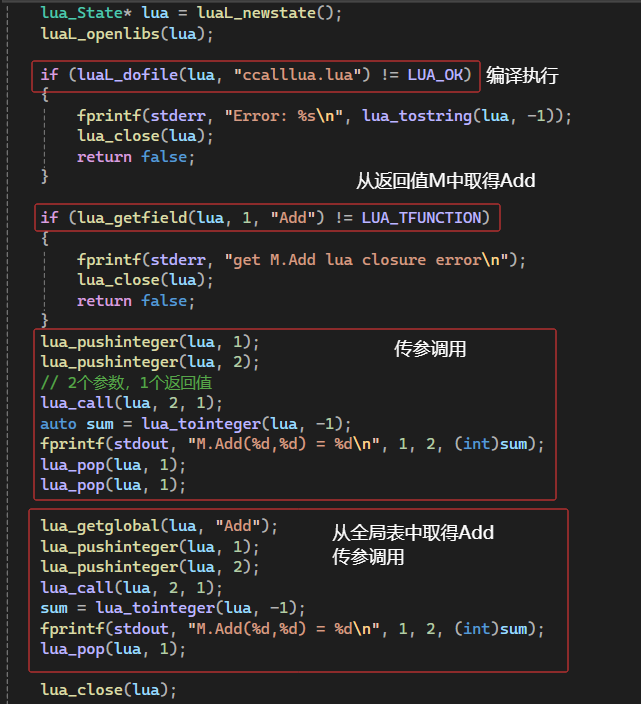 lua_State* lua = luaL_newstate();
luaL_openlibs(lua);
if (luaL_dofile(lua, "ccalllua.lua") != LUA_OK) 编译执行
{
fprintf(stderr, "Error: %s\n", lua_tostring(lua, -1));
lua_close(lua);
return false;
}
从返回值M中取得Add
if (lua_getfield(lua, 1, "Add") != LUA_TFUNCTION)
{
fprintf(stderr, "get M.Add lua closure error\n");
lua_close(lua);
return false;
}
lua_pushinteger(lua, 1);
传参调用
lua_pushinteger(lua, 2);
// 2个参数，1个返回值
lua_call(lua, 2, 1);
auto sum = lua_tointeger(lua, -1);
fprintf(stdout, "M.Add(%d,%d) = %d\n", 1, 2, (int)sum);
lua_pop(lua, 1);
lua_pop(lua, 1);
lua_getglobal(lua, "Add");
从全局表中取得Add
lua_pushinteger(lua, 1);
传参调用
lua_pushinteger(lua, 2);
lua_call(lua, 2, 1);
sum = lua_tointeger(lua, -1);
fprintf(stdout, "M.Add(%d,%d) = %d\n", 1, 2, (int)sum);
lua_pop(lua, 1);
lua_close(lua);